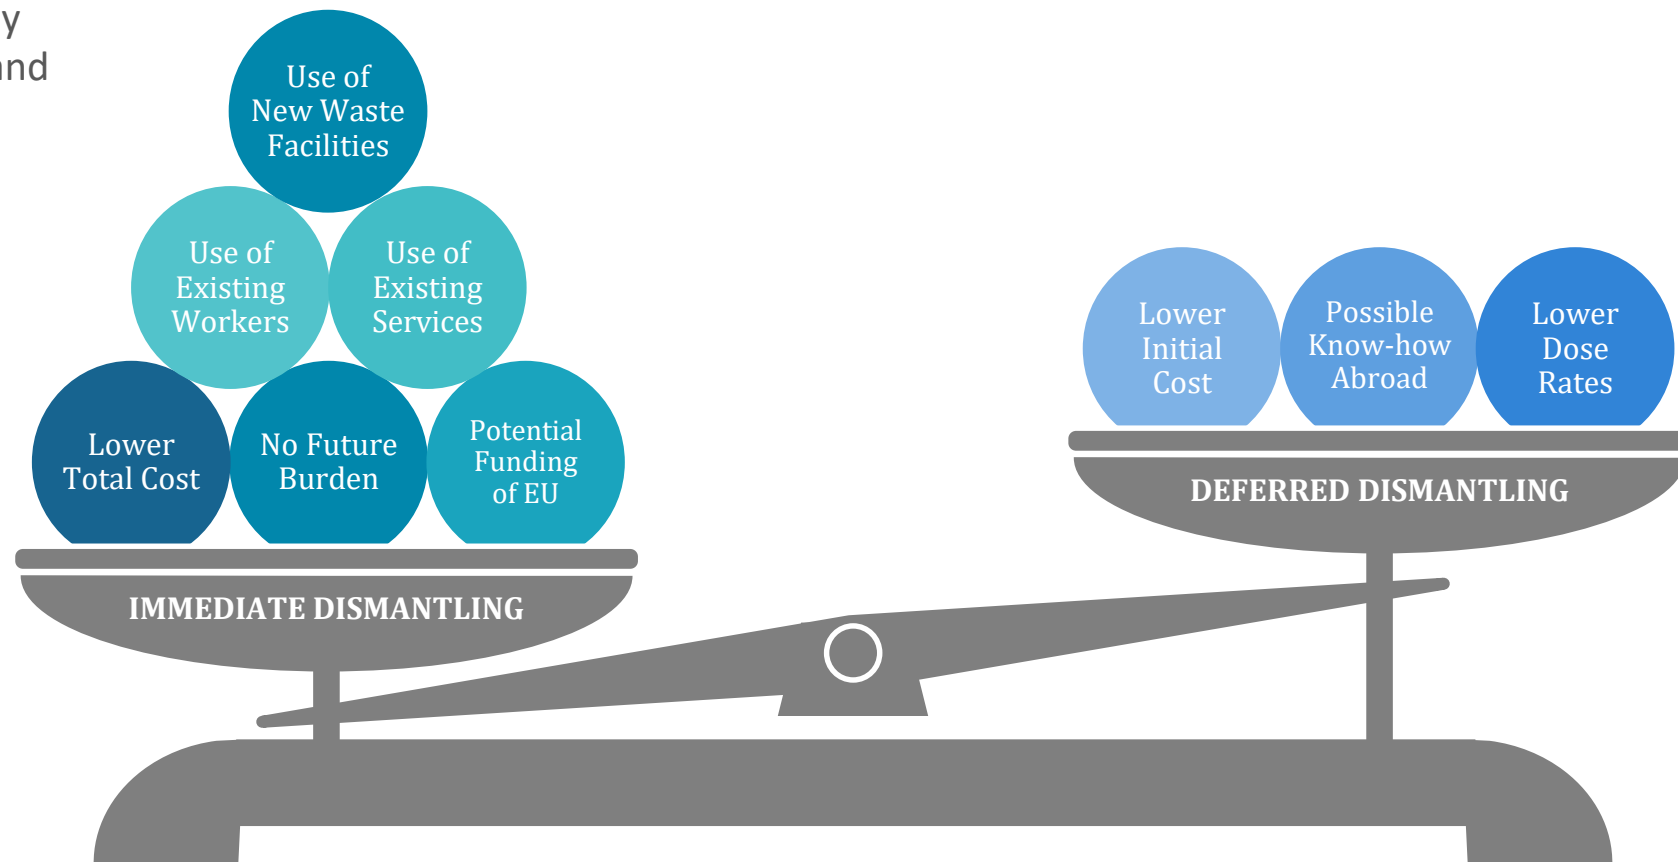 y
nd
Use of
New Waste
Facilities
Use of
Existing
Workers
Use of
Existing
Services
Lower
Total Cost
No Future
Burden
Potential
Funding
of EU
IMMEDIATE DISMANTLING
Lower
Initial
Cost
Possible
Know-how
Abroad
Lower
Dose
Rates
DEFERRED DISMANTLING